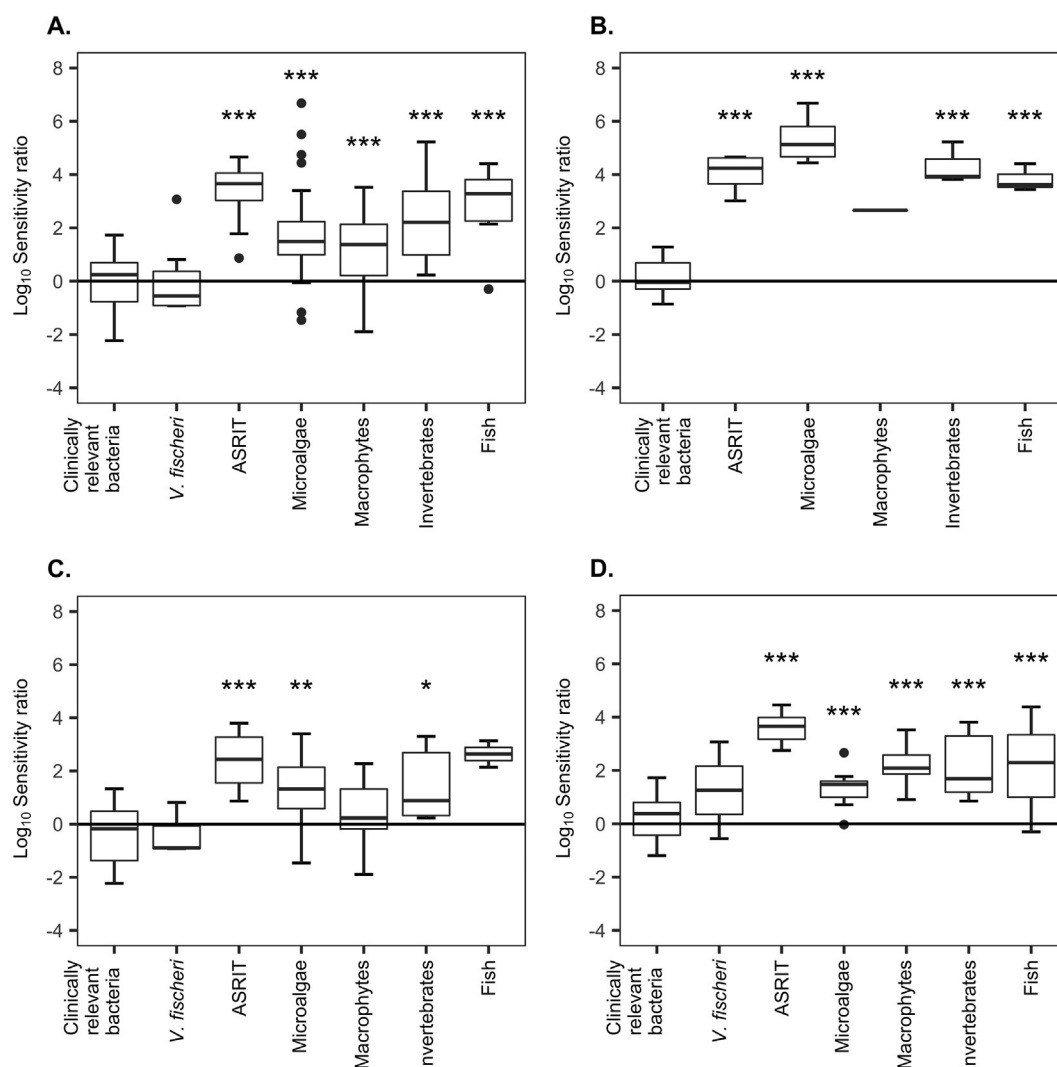 A.
8
6
4
2
0
-2
-4
Log10 Sensitivity ratio
***
***
***
***
***
Clinically
relevant
bacteria
V. fischeri
ASRIT
Microalgae
Macrophytes
Invertebrates
Fish
B.
8
6
4
2
0
-2
-4
Log10 Sensitivity ratio
***
***
***
***
Clinically
relevant
bacteria
ASRIT
Microalgae
Macrophytes
Invertebrates
Fish
C.
8
6
4
2
0
-2
-4
Log10 Sensitivity ratio
***
**
*
Clinically
relevant
bacteria
V. fischeri
ASRIT
Microalgae
Macrophytes
nvertebrates
Fish
D.
8
6
4
2
0
-2
-4
Log10 Sensitivity ratio
***
***
***
***
***
Clinically
relevant
bacteria
V. fischeri
ASRIT
Microalgae
Macrophytes
nvertebrates
Fish